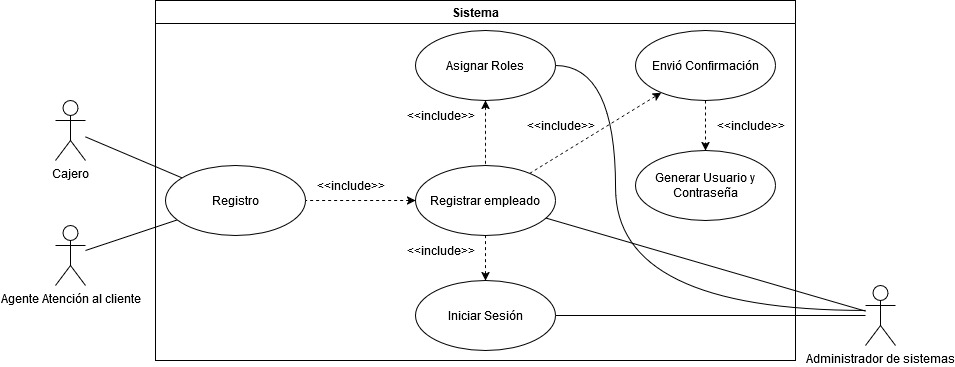 Sistema
Asignar Roles
Envió Confirmación
<<include>>
<<include>>
<<include>>
Cajero
<<include>>
Generar Usuario y
Contraseña
Registro
Registrar empleado
<<include>>
Agente Atención al cliente
Iniciar Sesión
Administrador de sistemas